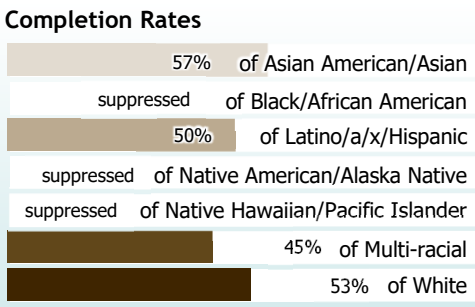 Completion Rates
57% of Asian American/Asian
suppressed of Black/African American
50% of Latino/a/x/Hispanic
suppressed of Native American/Alaska Native
suppressed of Native Hawaiian/Pacific Islander
45% of Multi-racial
53% of White